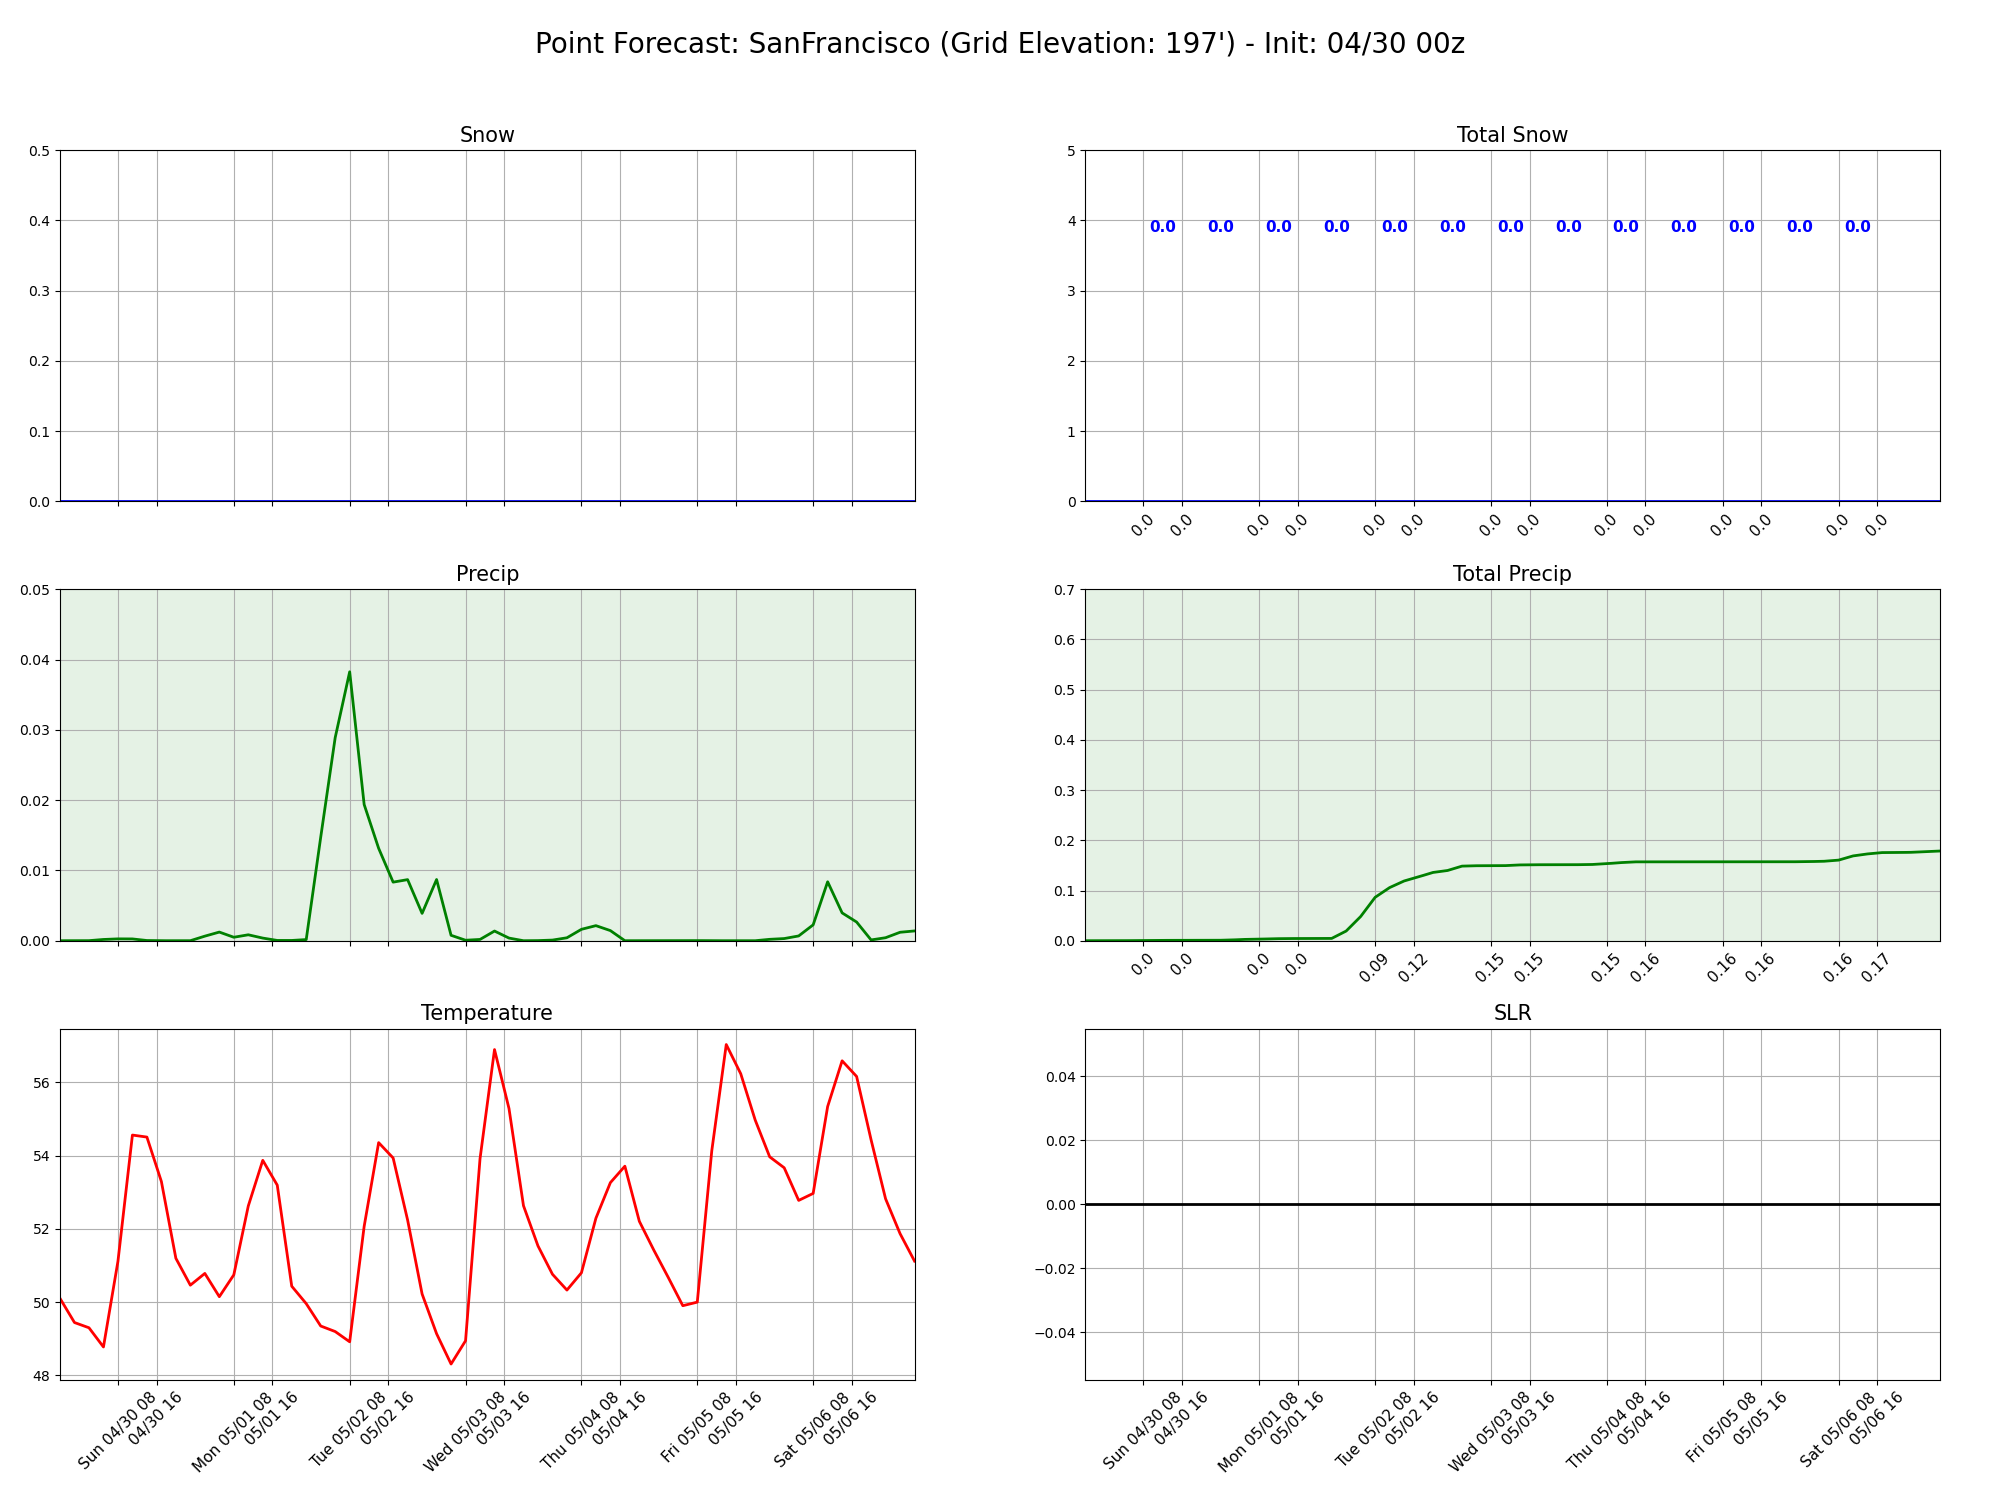 Point Forecast: SanFrancisco (Grid Elevation: 197') - Init: 04/30 00z
Snow
0.5
0.4
0.3
0.2
0.1
0.0
Total Snow
5
4
3
2
1
0
0.0 0.0 0.0 0.0 0.0 0.0 0.0 0.0 0.0 0.0 0.0 0.0 0.0
0.0 0.0 0.0 0.0 0.0 0.0 0.0 0.0 0.0 0.0 0.0 0.0 0.0 0.0
Precip
0.05
0.04
0.03
0.02
0.01
0.00
Total Precip
0.7
0.6
0.5
0.4
0.3
0.2
0.1
0.0
0.0 0.0 0.0 0.0 0.09 0.12 0.15 0.15 0.15 0.16 0.16 0.16 0.16 0.17
Temperature
56
54
52
50
48
Sun 04/30 08
04/30 16
Mon 05/01 08
05/01 16
Tue 05/02 08
05/02 16
Wed 05/03 08
05/03 16
Thu 05/04 08
05/04 16
Fri 05/05 08
05/05 16
Sat 05/06 08
05/06 16
SLR
0.04
0.02
0.00
−0.02
−0.04
Sun 04/30 08
04/30 16
Mon 05/01 08
05/01 16
Tue 05/02 08
05/02 16
Wed 05/03 08
05/03 16
Thu 05/04 08
05/04 16
Fri 05/05 08
05/05 16
Sat 05/06 08
05/06 16